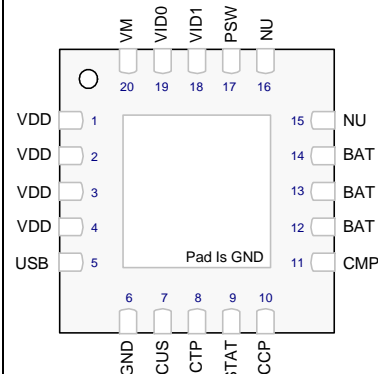 VM VID0 VID1 PSW NU
20 19 18 17 16
VDD 1 15 NU
VDD 2 14 BAT
VDD 3 13 BAT
VDD 4 12 BAT
USB 5 Pad Is GND 11 CMP
6 7 8 9 10
GND CUS CTP STAT CCP